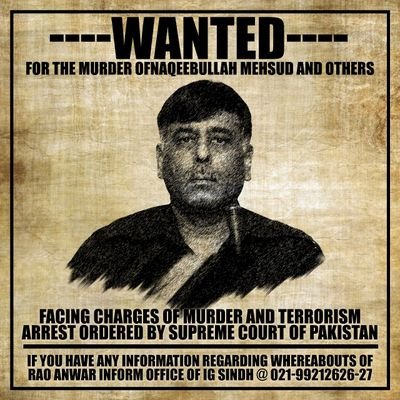 ----WANTED----
FOR THE MURDER OFNAQEEBULLAH MEHSUD AND OTHERS
FACING CHARGES OF MURDER AND TERRORISM
ARREST ORDERED BY SUPREME COURT OF PAKISTAN
IF YOU HAVE ANY INFORMATION REGARDING WHEREABOUTS OF
RAO ANWAR INFORM OFFICE OF IG SINDH @ 021-99212626-27